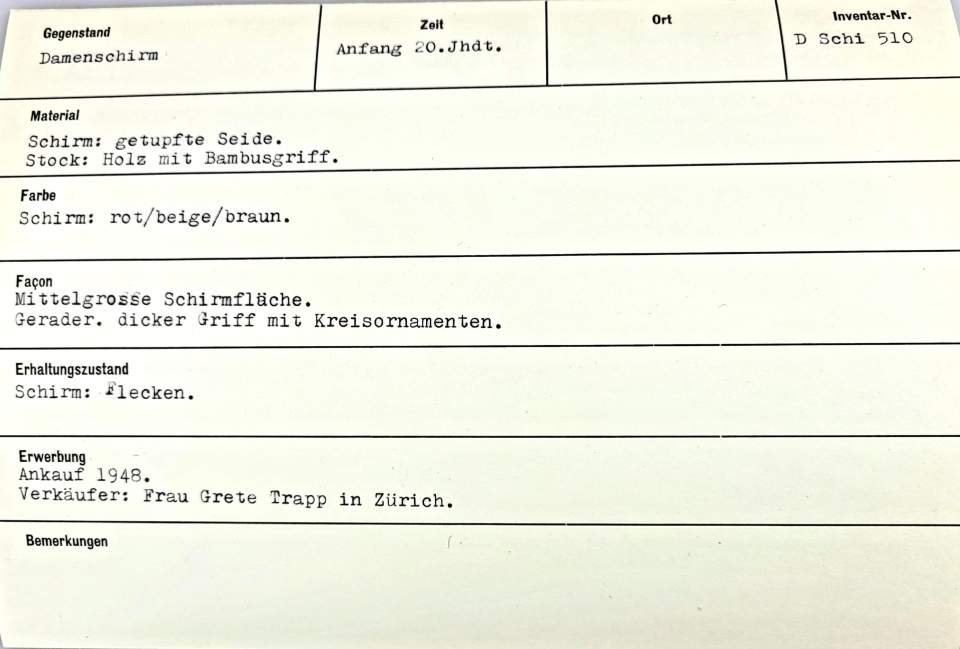 Gegenstand
Damenschirm
Zeit
Anfang 20.Jhdt.
Ort
Inventar-Nr.
D Schi 510
Material
Schirm: getupfte Seide.
Stock: Holz mit Bambusgriff.
Farbe
Schirm: rot/beige/braun.
Façon
Mittelgrosse Schirmfläche.
Gerader. dicker Griff mit Kreisornamenten.
Erhaltungszustand
Schirm: Flecken.
Erwerbung
Ankauf 1948.
Verkäufer: Frau Grete Trapp in Zürich.
Bemerkungen